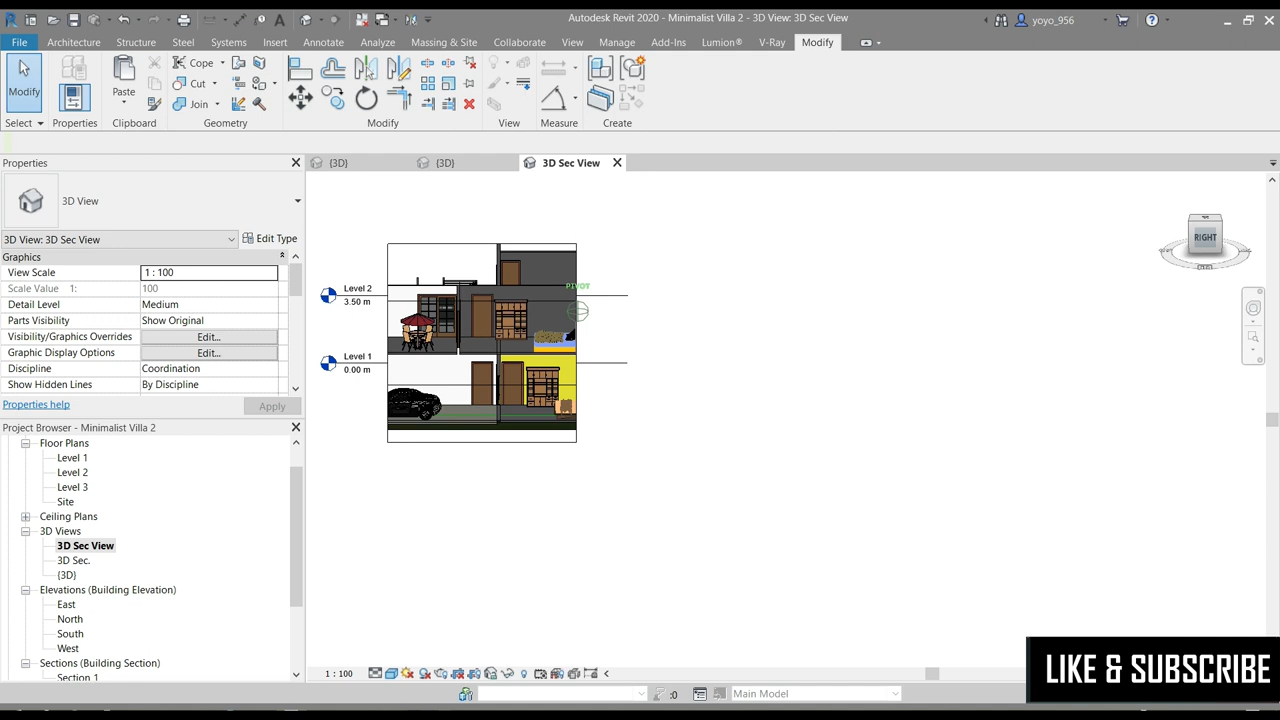 Autodesk Revit 2020 - Minimalist Villa 2 - 3D View: 3D Sec View
yoyo_956
File Architecture Structure Steel Systems Insert Annotate Analyze Massing & Site Collaborate View Manage Add-Ins Lumion® V-Ray Modify
Modify
Paste
Cope
Cut
Join
Select Properties Clipboard Geometry Modify View Measure Create
Properties
{3D} {3D} 3D Sec View
3D View
3D View: 3D Sec View Edit Type
Graphics
View Scale 1 : 100
Scale Value 1: 100
Detail Level Medium
Parts Visibility Show Original
Visibility/Graphics Overrides Edit...
Graphic Display Options Edit...
Discipline Coordination
Show Hidden Lines By Discipline
Properties help Apply
Project Browser - Minimalist Villa 2
Floor Plans
Level 1
Level 2
Level 3
Site
Ceiling Plans
3D Views
3D Sec View
3D Sec.
{3D}
Elevations (Building Elevation)
East
North
South
West
Sections (Building Section)
Section 1
Level 2
3.50 m
Level 1
0.00 m
PIVOT
RIGHT
1 : 100
:0 Main Model
LIKE & SUBSCRIBE